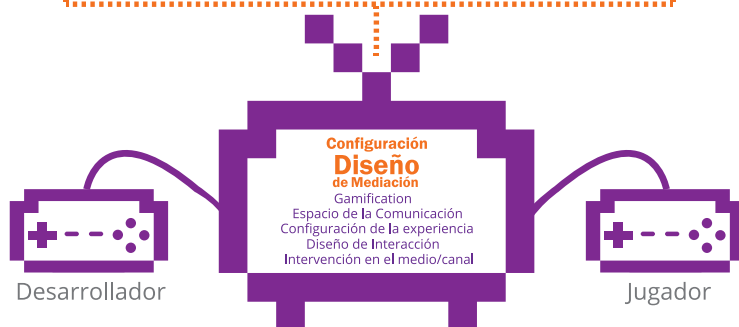 Configuración
Diseño
de Mediación
Gamification
Espacio de la Comunicación
Configuración de la experiencia
Diseño de Interacción
Intervención en el medio/canal
Desarrollador
Jugador